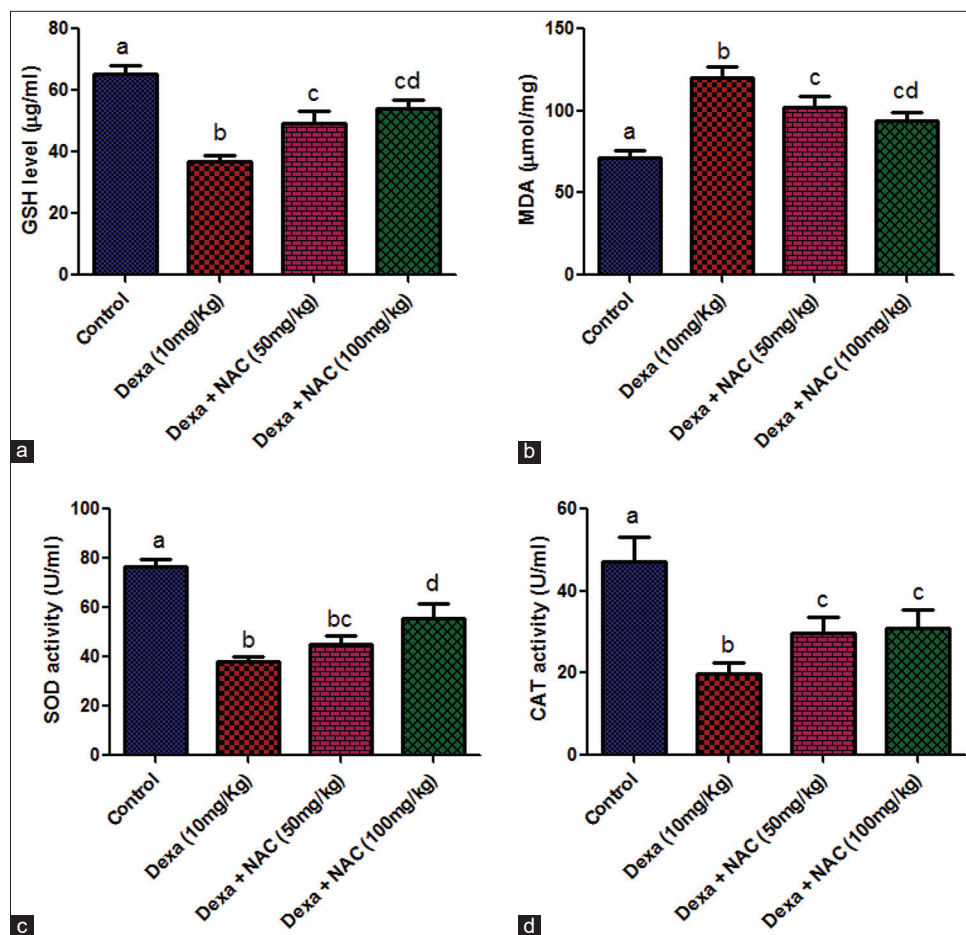 80
60
40
20
0
GSH level (µg/ml)
a
b
c
cd
Control
Dexa (10mg/Kg)
Dexa + NAC (50mg/kg)
Dexa + NAC (100mg/kg)
a
150
100
50
0
MDA (µmol/mg)
a
b
c
cd
Control
Dexa (10mg/Kg)
Dexa + NAC (50mg/kg)
Dexa + NAC (100mg/kg)
b
100
80
60
40
20
0
SOD activity (U/ml)
a
b
bc
d
Control
Dexa (10mg/Kg)
Dexa + NAC (50mg/kg)
Dexa + NAC (100mg/kg)
c
60
40
20
0
CAT activity (U/ml)
a
b
c
c
Control
Dexa (10mg/Kg)
Dexa + NAC (50mg/kg)
Dexa + NAC (100mg/kg)
d